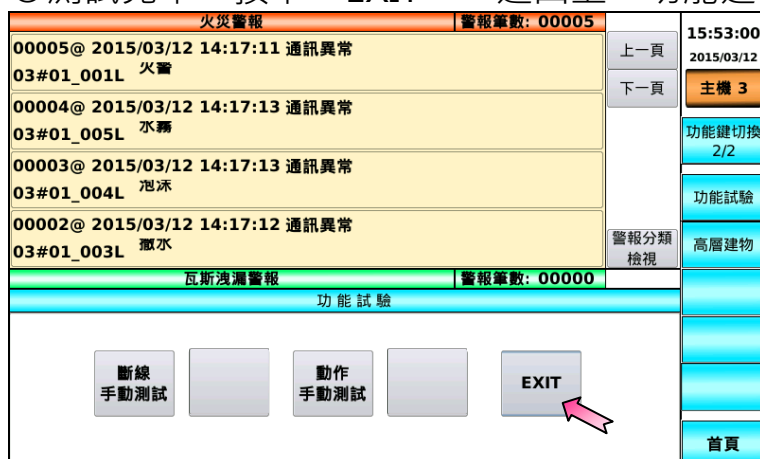 火災警報 警報筆數: 00005
00005@ 2015/03/12 14:17:11 通訊異常
03#01_001L 火警
00004@ 2015/03/12 14:17:13 通訊異常
03#01_005L 水霧
00003@ 2015/03/12 14:17:13 通訊異常
03#01_004L 泡沫
00002@ 2015/03/12 14:17:12 通訊異常
03#01_003L 撒水
上一頁
下一頁
警報分類
檢視
瓦斯洩漏警報 警報筆數: 00000
功能試驗
斷線
手動測試
動作
手動測試
EXIT
15:53:00
2015/03/12
主機 3
功能鍵切換
2/2
功能試驗
高層建物
首頁